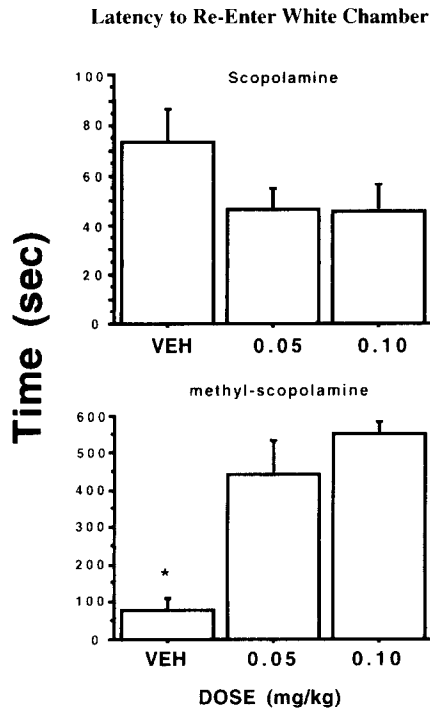 Latency to Re-Enter White Chamber
Scopolamine
100
80
60
40
20
0
VEH 0.05 0.10
Time (sec)
methyl-scopolamine
600
500
400
300
200
100
0
*
VEH 0.05 0.10
DOSE (mg/kg)